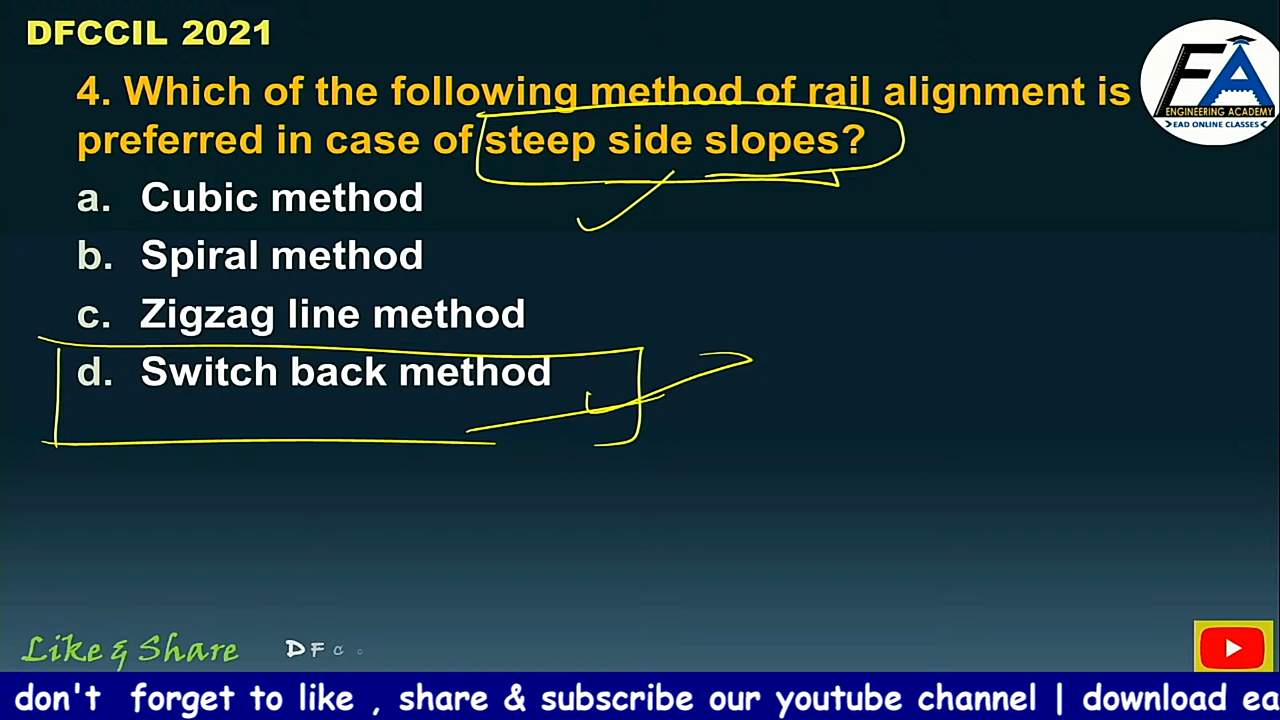 DFCCIL 2021
4. Which of the following method of rail alignment is
preferred in case of steep side slopes?
a. Cubic method
b. Spiral method
c. Zigzag line method
d. Switch back method
EA
ENGINEERING ACADEMY
EAD ONLINE CLASSES
Like & Share
DFC
don't forget to like , share & subscribe our youtube channel | download ea